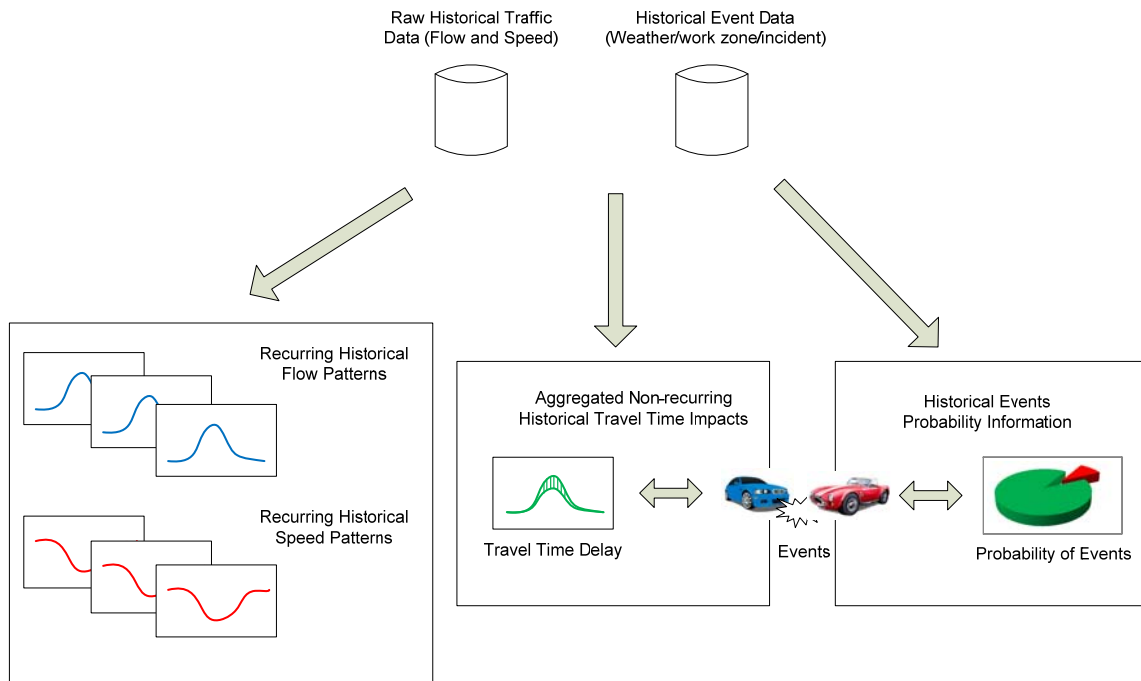 Raw Historical Traffic
Data (Flow and Speed)
Historical Event Data
(Weather/work zone/incident)
Recurring Historical
Flow Patterns
Recurring Historical
Speed Patterns
Aggregated Non-recurring
Historical Travel Time Impacts
Travel Time Delay
Events
Historical Events
Probability Information
Probability of Events